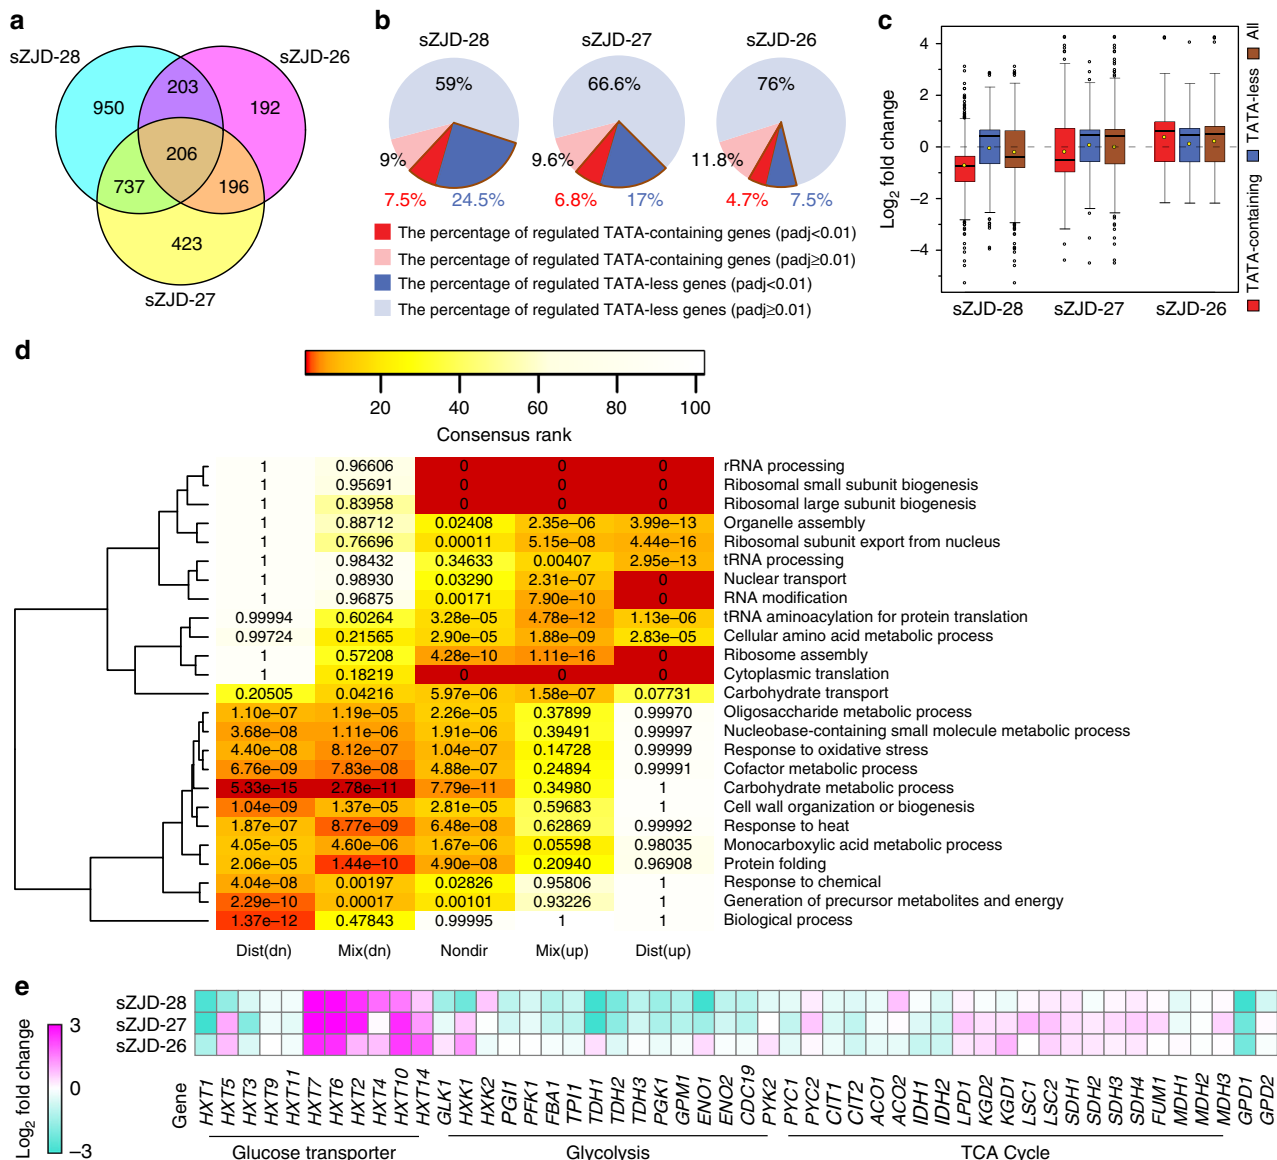 a
sZJD-28
sZJD-26
203
950
192
206
737
196
423
sZJD-27
b
sZJD-28
sZJD-27
sZJD-26
59%
66.6%
76%
9%
9.6%
11.8%
7.5%
24.5%
6.8%
17%
4.7%
7.5%
The percentage of regulated TATA-containing genes (padj<0.01)
The percentage of regulated TATA-containing genes (padj≥0.01)
The percentage of regulated TATA-less genes (padj<0.01)
The percentage of regulated TATA-less genes (padj≥0.01)
c
Log2 fold change
4
2
0
−2
−4
sZJD-28
sZJD-27
sZJD-26
TATA-containing
TATA-less
All
d
20
40
60
80
100
Consensus rank
1 0.96606 0 0 0 rRNA processing
1 0.95691 0 0 0 Ribosomal small subunit biogenesis
1 0.83958 0 0 0 Ribosomal large subunit biogenesis
1 0.88712 0.02408 2.35e−06 3.99e−13 Organelle assembly
1 0.76696 0.00011 5.15e−08 4.44e−16 Ribosomal subunit export from nucleus
1 0.98432 0.34633 0.00407 2.95e−13 tRNA processing
1 0.98930 0.03290 2.31e−07 0 Nuclear transport
1 0.96875 0.00171 7.90e−10 0 RNA modification
0.99994 0.60264 3.28e−05 4.78e−12 1.13e−06 tRNA aminoacylation for protein translation
0.99724 0.21565 2.90e−05 1.88e−09 2.83e−05 Cellular amino acid metabolic process
1 0.57208 4.28e−10 1.11e−16 0 Ribosome assembly
1 0.18219 0 0 0 Cytoplasmic translation
0.20505 0.04216 5.97e−06 1.58e−07 0.07731 Carbohydrate transport
1.10e−07 1.19e−05 2.26e−05 0.37899 0.99970 Oligosaccharide metabolic process
3.68e−08 1.11e−06 1.91e−06 0.39491 0.99997 Nucleobase-containing small molecule metabolic process
4.40e−08 8.12e−07 1.04e−07 0.14728 0.99999 Response to oxidative stress
6.76e−09 7.83e−08 4.88e−07 0.24894 0.99991 Cofactor metabolic process
5.33e−15 2.78e−11 7.79e−11 0.34980 1 Carbohydrate metabolic process
1.04e−09 1.37e−05 2.81e−05 0.59683 1 Cell wall organization or biogenesis
1.87e−07 8.77e−09 6.48e−08 0.62869 0.99992 Response to heat
4.05e−05 4.60e−06 1.67e−06 0.05598 0.98035 Monocarboxylic acid metabolic process
2.06e−05 1.44e−10 4.90e−08 0.20940 0.96908 Protein folding
4.04e−08 0.00197 0.02826 0.95806 1 Response to chemical
2.29e−10 0.00017 0.00101 0.93226 1 Generation of precursor metabolites and energy
1.37e−12 0.47843 0.99995 1 1 Biological process
Dist(dn) Mix(dn) Nondir Mix(up) Dist(up)
e
Log2 fold change
3
0
−3
sZJD-28
sZJD-27
sZJD-26
Gene
HXT1
HXT5
HXT3
HXT9
HXT11
HXT7
HXT6
HXT2
HXT4
HXT10
HXT14
GLK1
HXK1
HXK2
PGI1
PFK1
FBA1
TPI1
TDH1
TDH2
TDH3
PGK1
GPM1
ENO1
ENO2
CDC19
PYK2
PYC1
PYC2
CIT1
CIT2
ACO1
ACO2
IDH1
IDH2
LPD1
KGD2
KGD1
LSC1
LSC2
SDH1
SDH2
SDH3
SDH4
FUM1
MDH1
MDH2
MDH3
GPD1
GPD2
Glucose transporter
Glycolysis
TCA Cycle